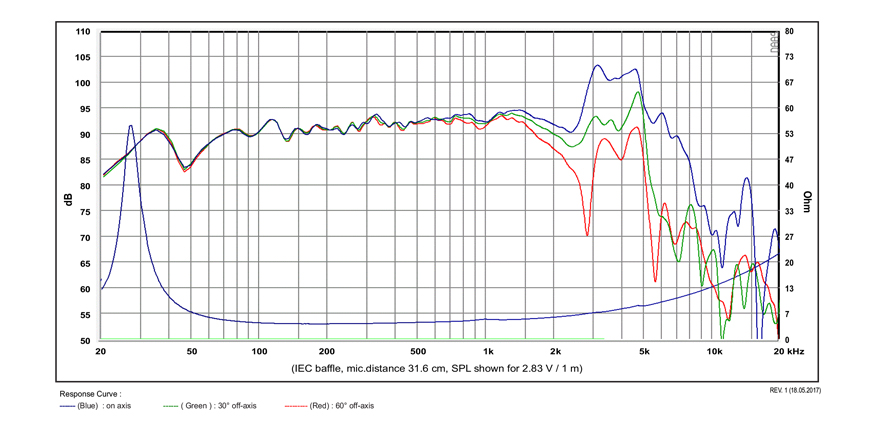 110 80
105 73
DAAS
100 67
95 60
90 53
85 47
80 40
dB Ohm
75 33
70 27
65 20
60 13
55 7
50 0
20 50 100 200 500 1k 2k 5k 10k 20 kHz
(IEC baffle, mic.distance 31.6 cm, SPL shown for 2.83 V / 1 m)
Response Curve :
REV. 1 (18.05.2017)
(Blue) : on axis ( Green ) : 30° off-axis (Red) : 60° off-axis